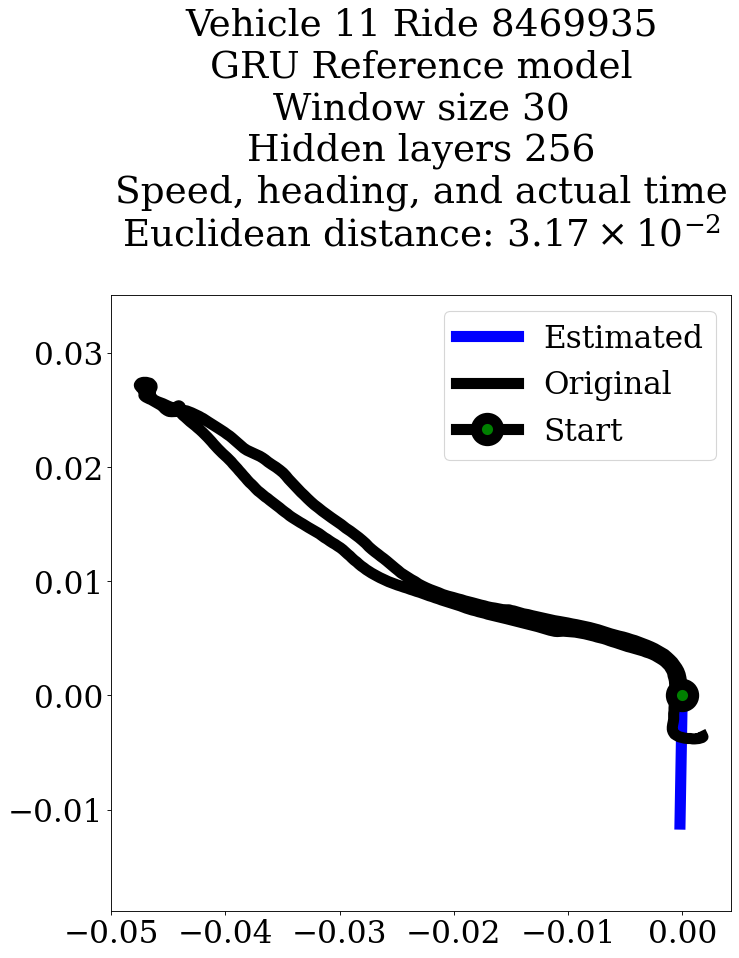 Vehicle 11 Ride 8469935
GRU Reference model
Window size 30
Hidden layers 256
Speed, heading, and actual time
Euclidean distance: 3.17 × 10⁻²
Estimated
Original
Start
0.03
0.02
0.01
0.00
−0.01
−0.05 −0.04 −0.03 −0.02 −0.01 0.00